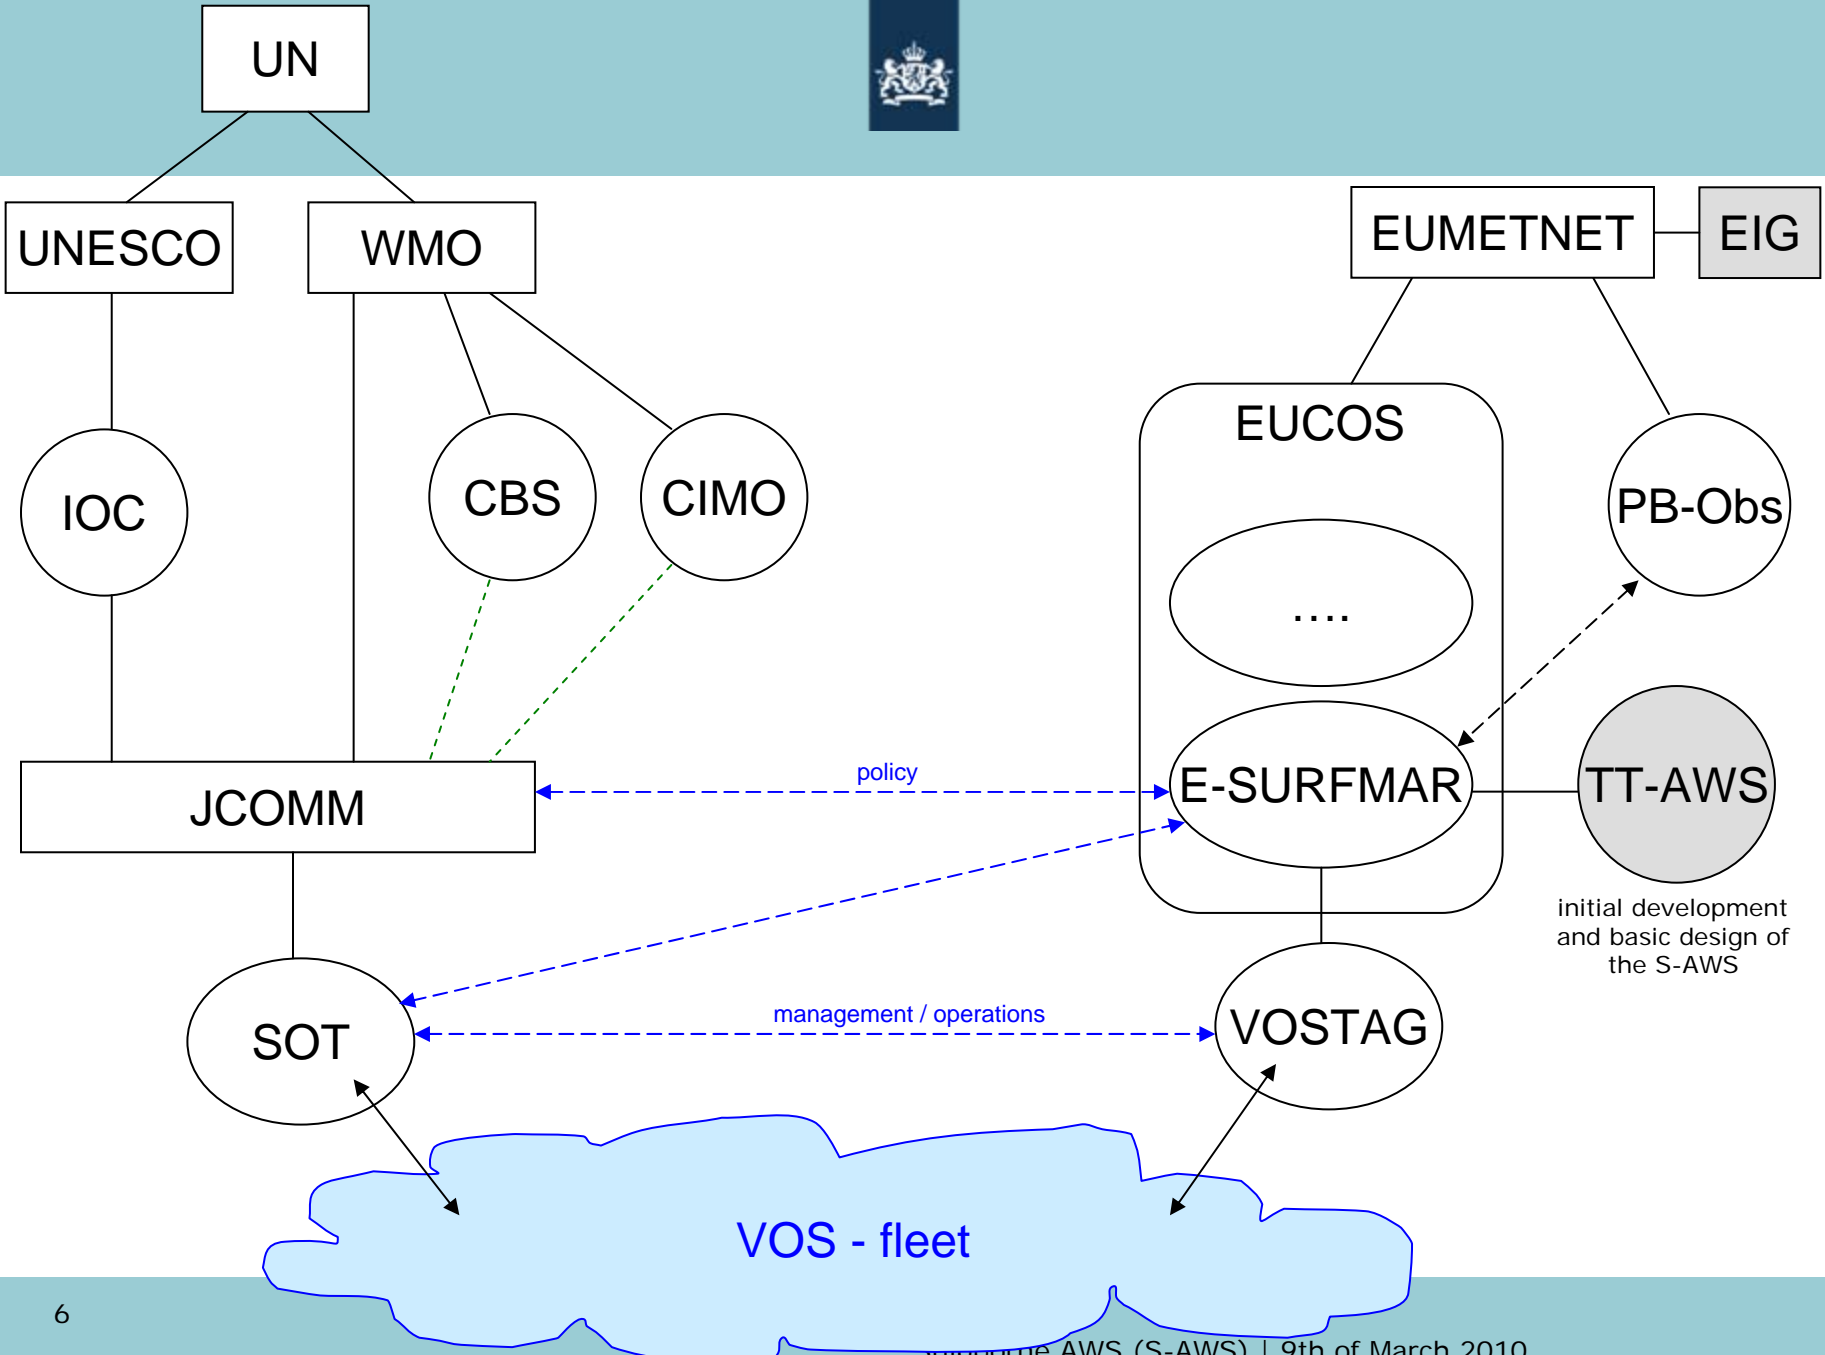 UN
UNESCO
WMO
EUMETNET
EIG
EUCOS
IOC
CBS
CIMO
PB-Obs
....
JCOMM
policy
E-SURFMAR
TT-AWS
initial development
and basic design of
the S-AWS
SOT
management / operations
VOSTAG
VOS - fleet
6
AWS (S-AWS) | 9th of March 2010